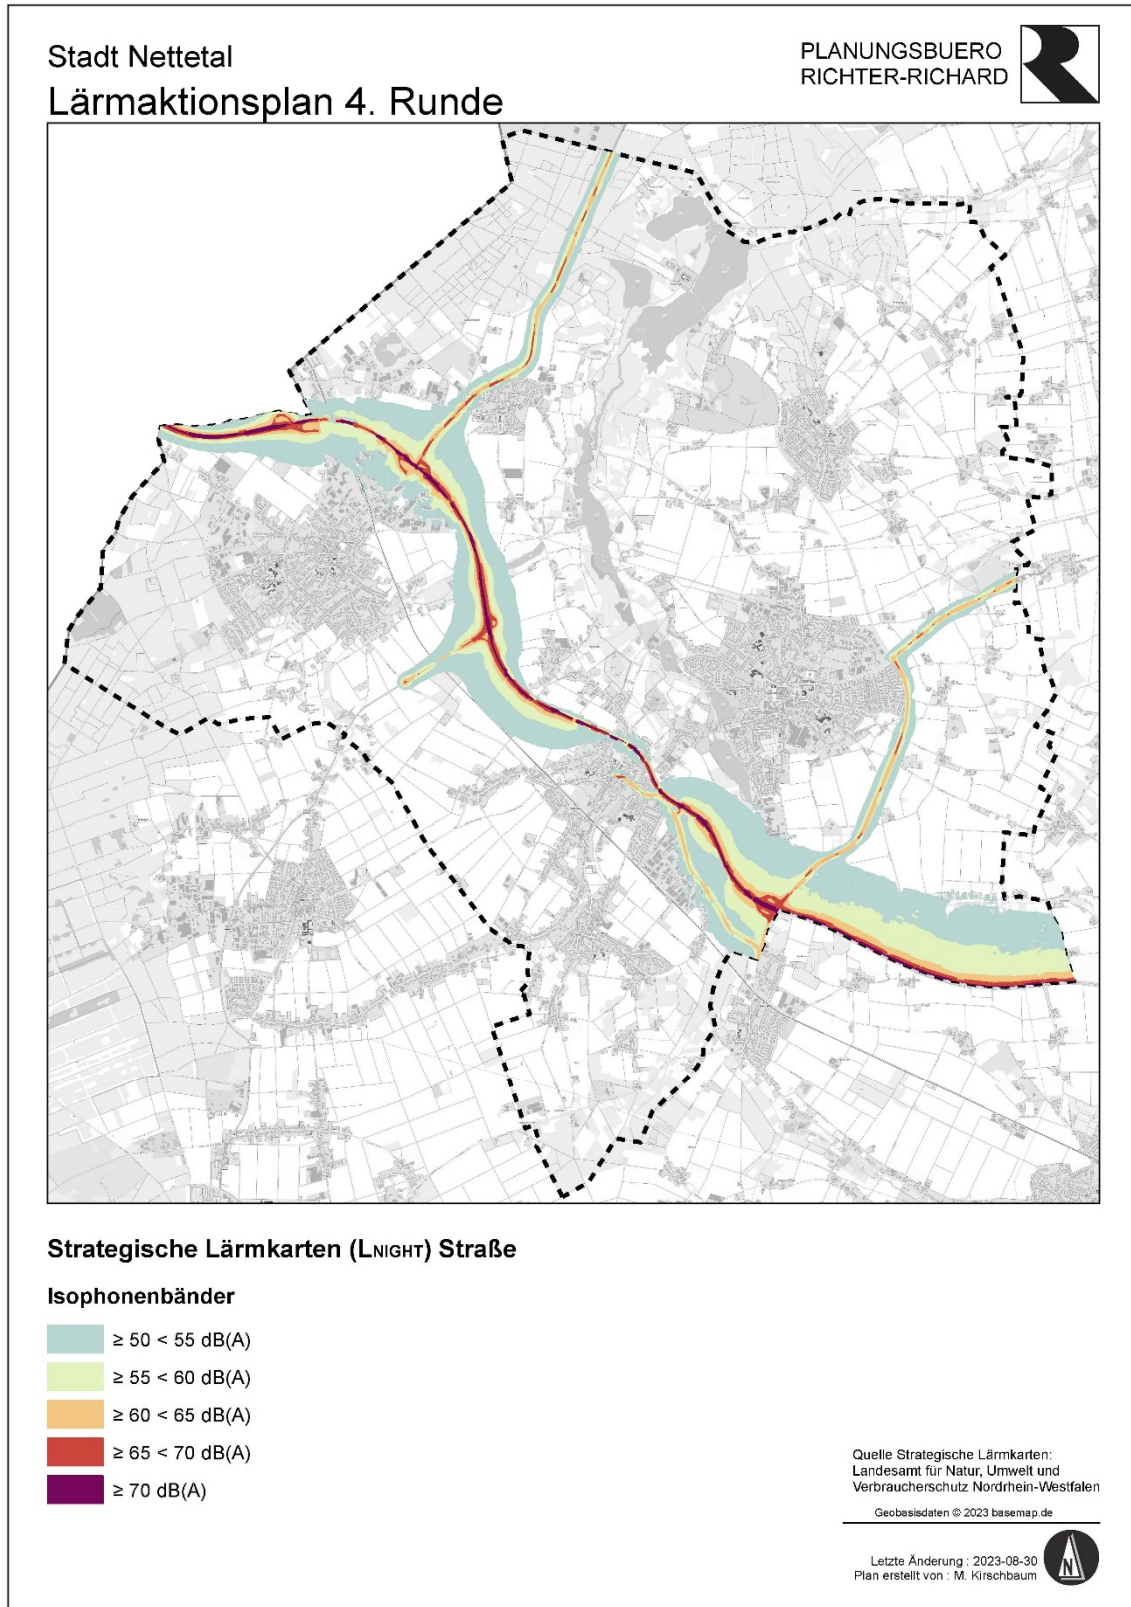 Stadt Nettetal
Lärmaktionsplan 4. Runde
PLANUNGSBUERO
RICHTER-RICHARD
Strategische Lärmkarten (LNIGHT) Straße
Isophonenbänder
≥ 50 < 55 dB(A)
≥ 55 < 60 dB(A)
≥ 60 < 65 dB(A)
≥ 65 < 70 dB(A)
≥ 70 dB(A)
Quelle Strategische Lärmkarten:
Landesamt für Natur, Umwelt und
Verbraucherschutz Nordrhein-Westfalen
Geobasisdaten © 2023 basemap.de
Letzte Änderung : 2023-08-30
Plan erstellt von : M. Kirschbaum
N